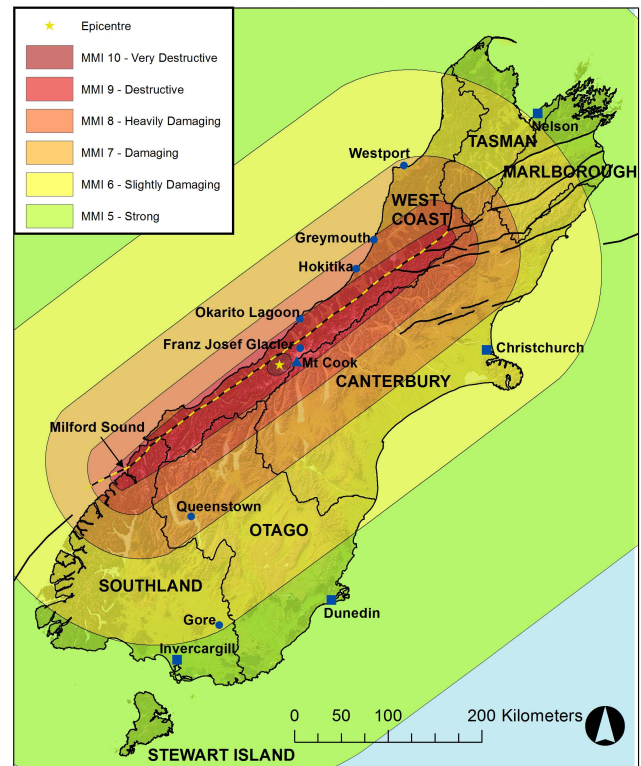 Epicentre
MMI 10 - Very Destructive
MMI 9 - Destructive
MMI 8 - Heavily Damaging
MMI 7 - Damaging
MMI 6 - Slightly Damaging
MMI 5 - Strong
Nelson
TASMAN
Westport
MARLBOROUGH
WEST
COAST
Greymouth
Hokitika
Okarito Lagoon
Franz Josef Glacier
Christchurch
Mt Cook
CANTERBURY
Milford Sound
Queenstown
OTAGO
SOUTHLAND
Dunedin
Gore
Invercargill
0 50 100 200 Kilometers
STEWART ISLAND